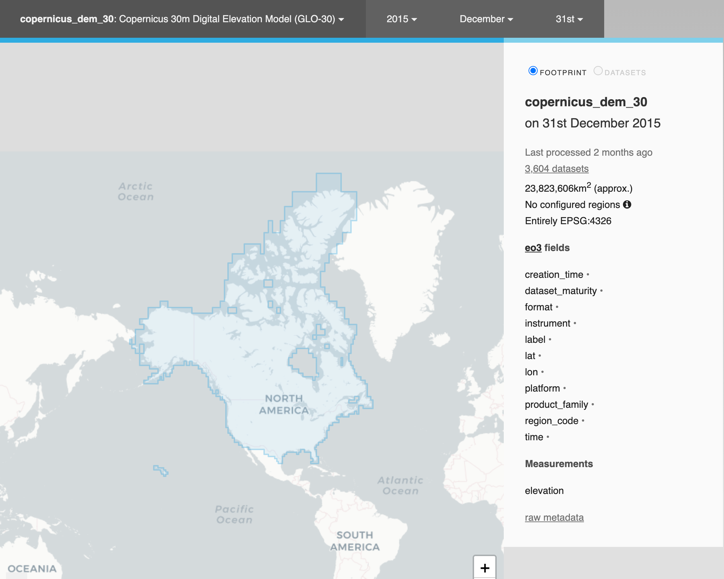 copernicus_dem_30: Copernicus 30m Digital Elevation Model (GLO-30)
2015
December
31st
FOOTPRINT
DATASETS
copernicus_dem_30
on 31st December 2015
Last processed 2 months ago
3,604 datasets
23,823,606km² (approx.)
No configured regions
Entirely EPSG:4326
eo3 fields
creation_time
dataset_maturity
format
instrument
label
lat
lon
platform
product_family
region_code
time
Measurements
elevation
raw metadata
Arctic
Ocean
NORTH
AMERICA
Atlantic
Ocean
Pacific
Ocean
SOUTH
AMERICA
OCEANIA
+